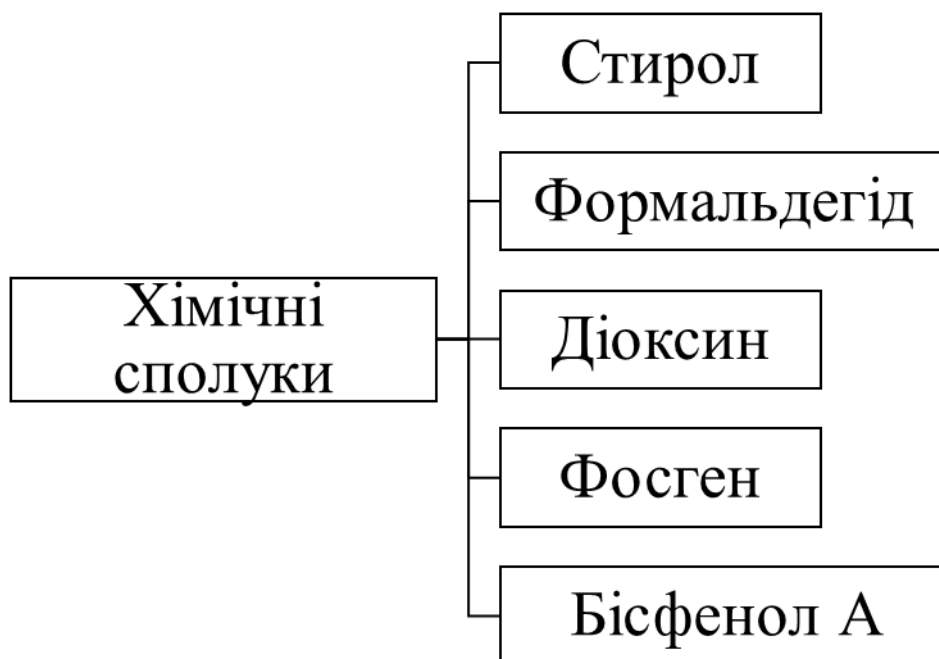 Стирол
Формальдегід
Хімічні
сполуки
Діоксин
Фосген
Бісфенол А